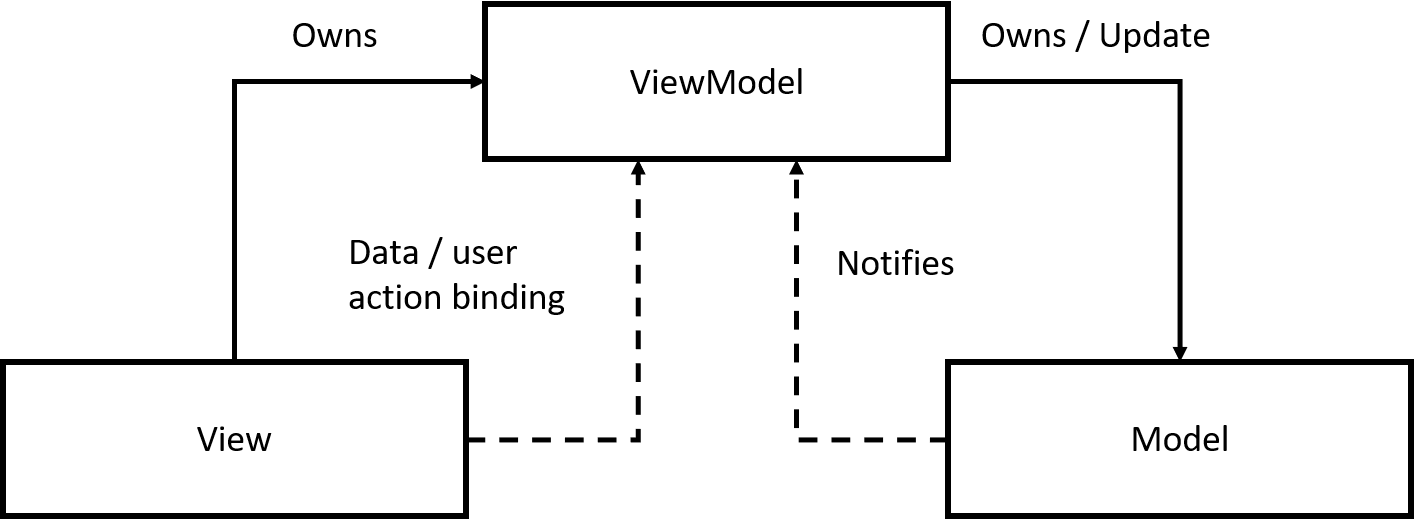 Owns
Owns / Update
ViewModel
Data / user
action binding
Notifies
View
Model